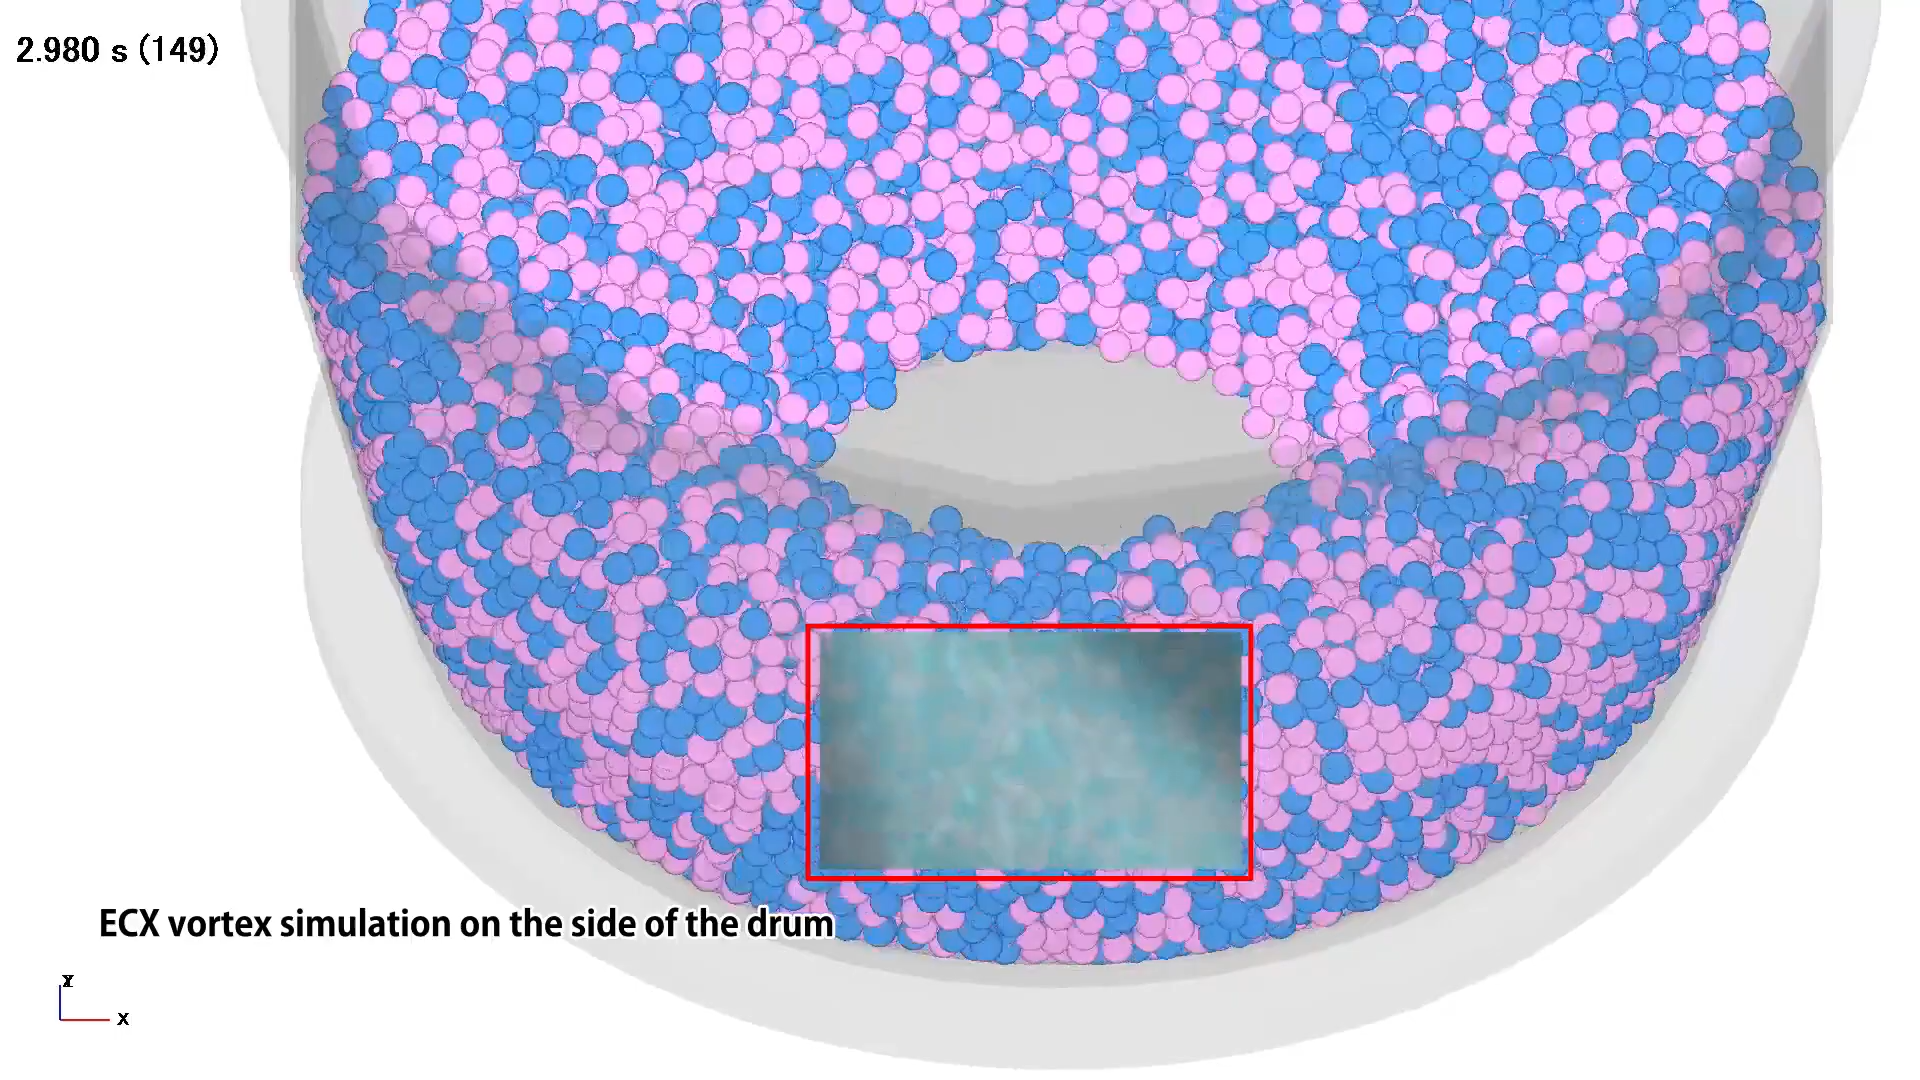 2.980 s (149)
ECX vortex simulation on the side of the drum
x